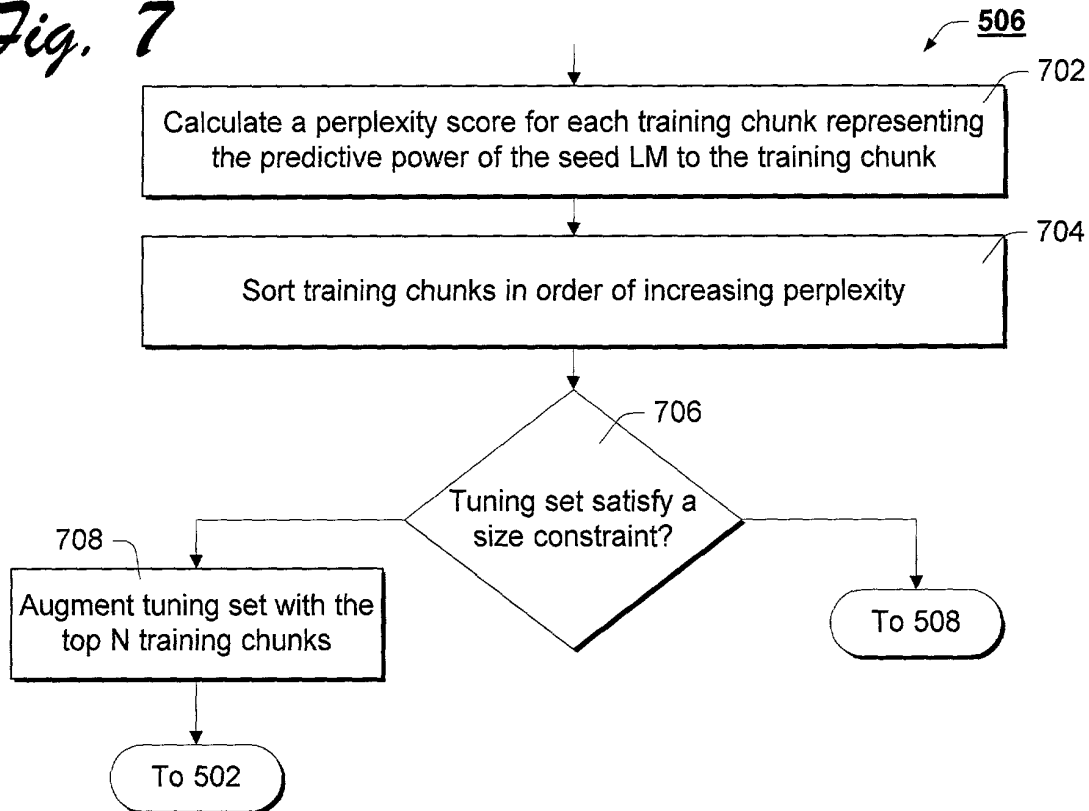 Fig. 7
506
702
Calculate a perplexity score for each training chunk representing
the predictive power of the seed LM to the training chunk
704
Sort training chunks in order of increasing perplexity
706
Tuning set satisfy a
size constraint?
708
Augment tuning set with the
top N training chunks
To 508
To 502